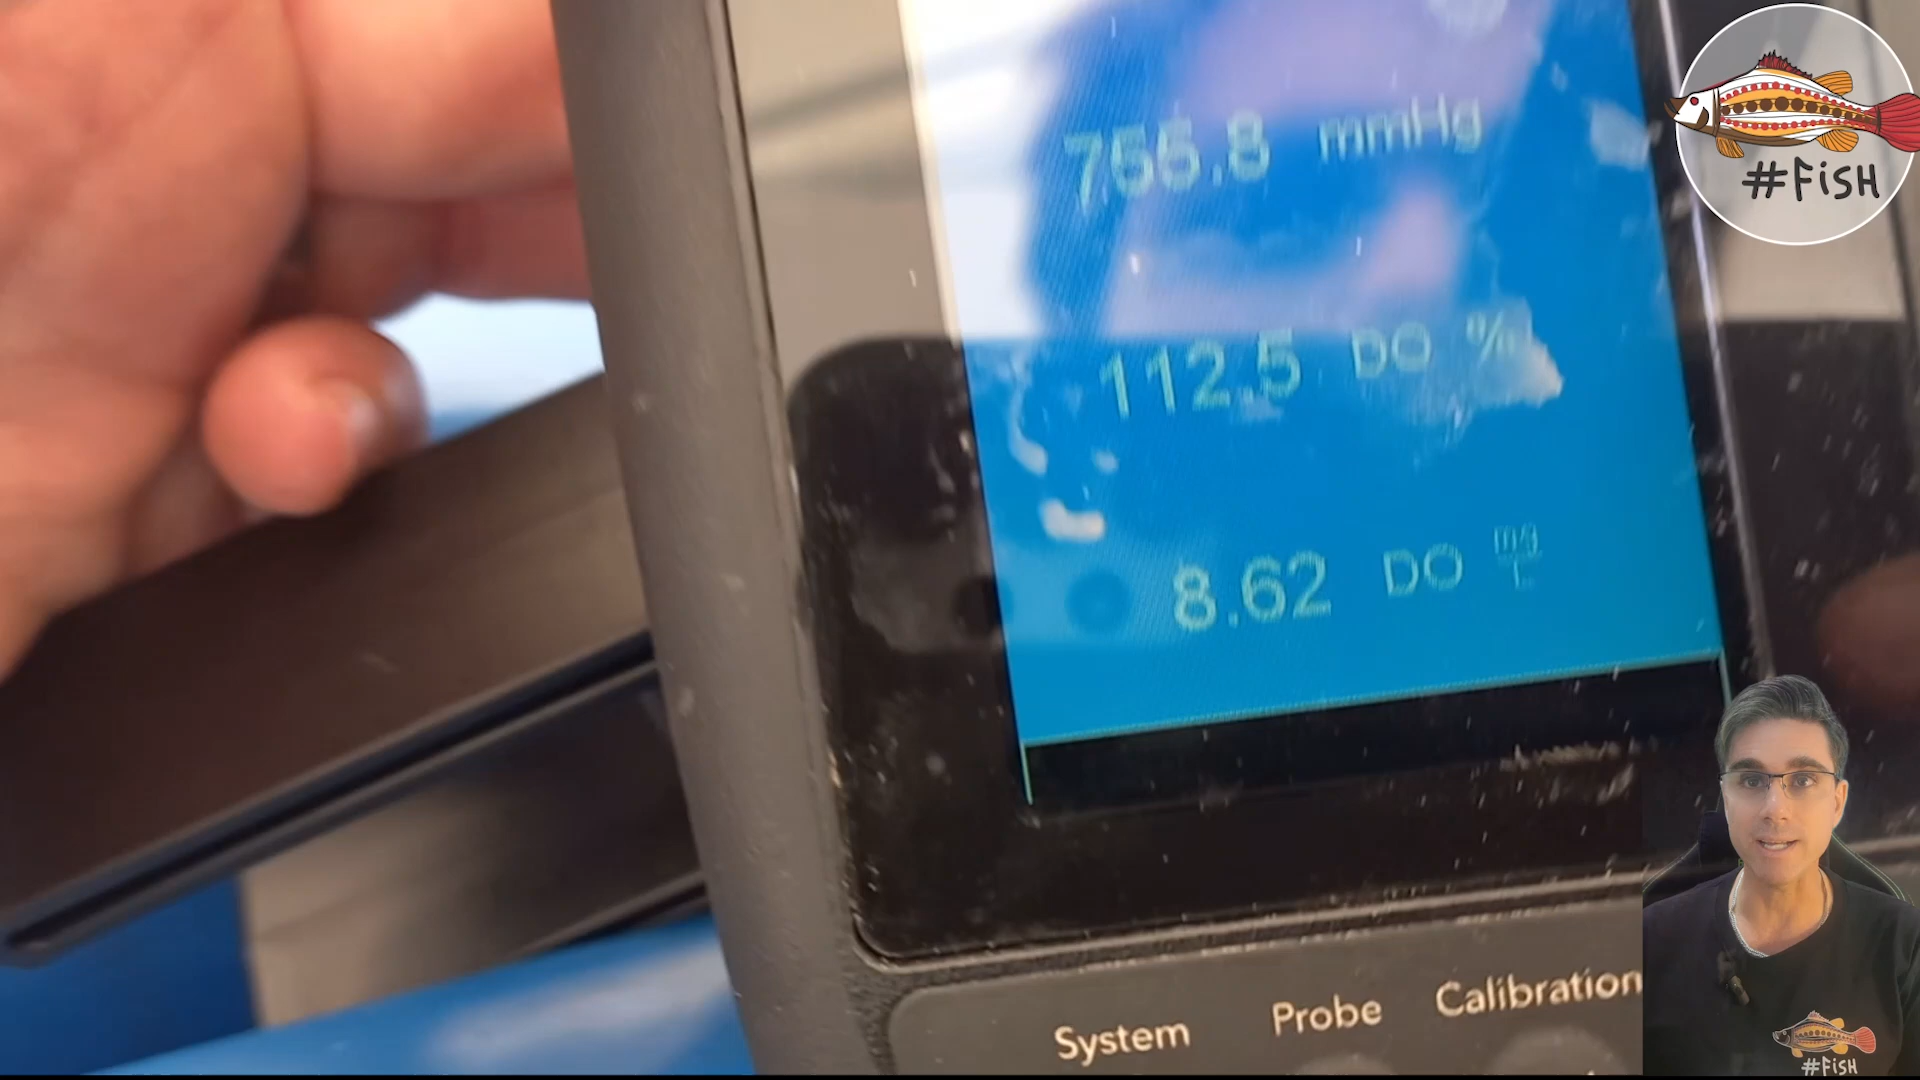 #FiSH
755.8 mmHg
112.5 DO %
8.62 DO mg/L
System Probe Calibration
#FiSH